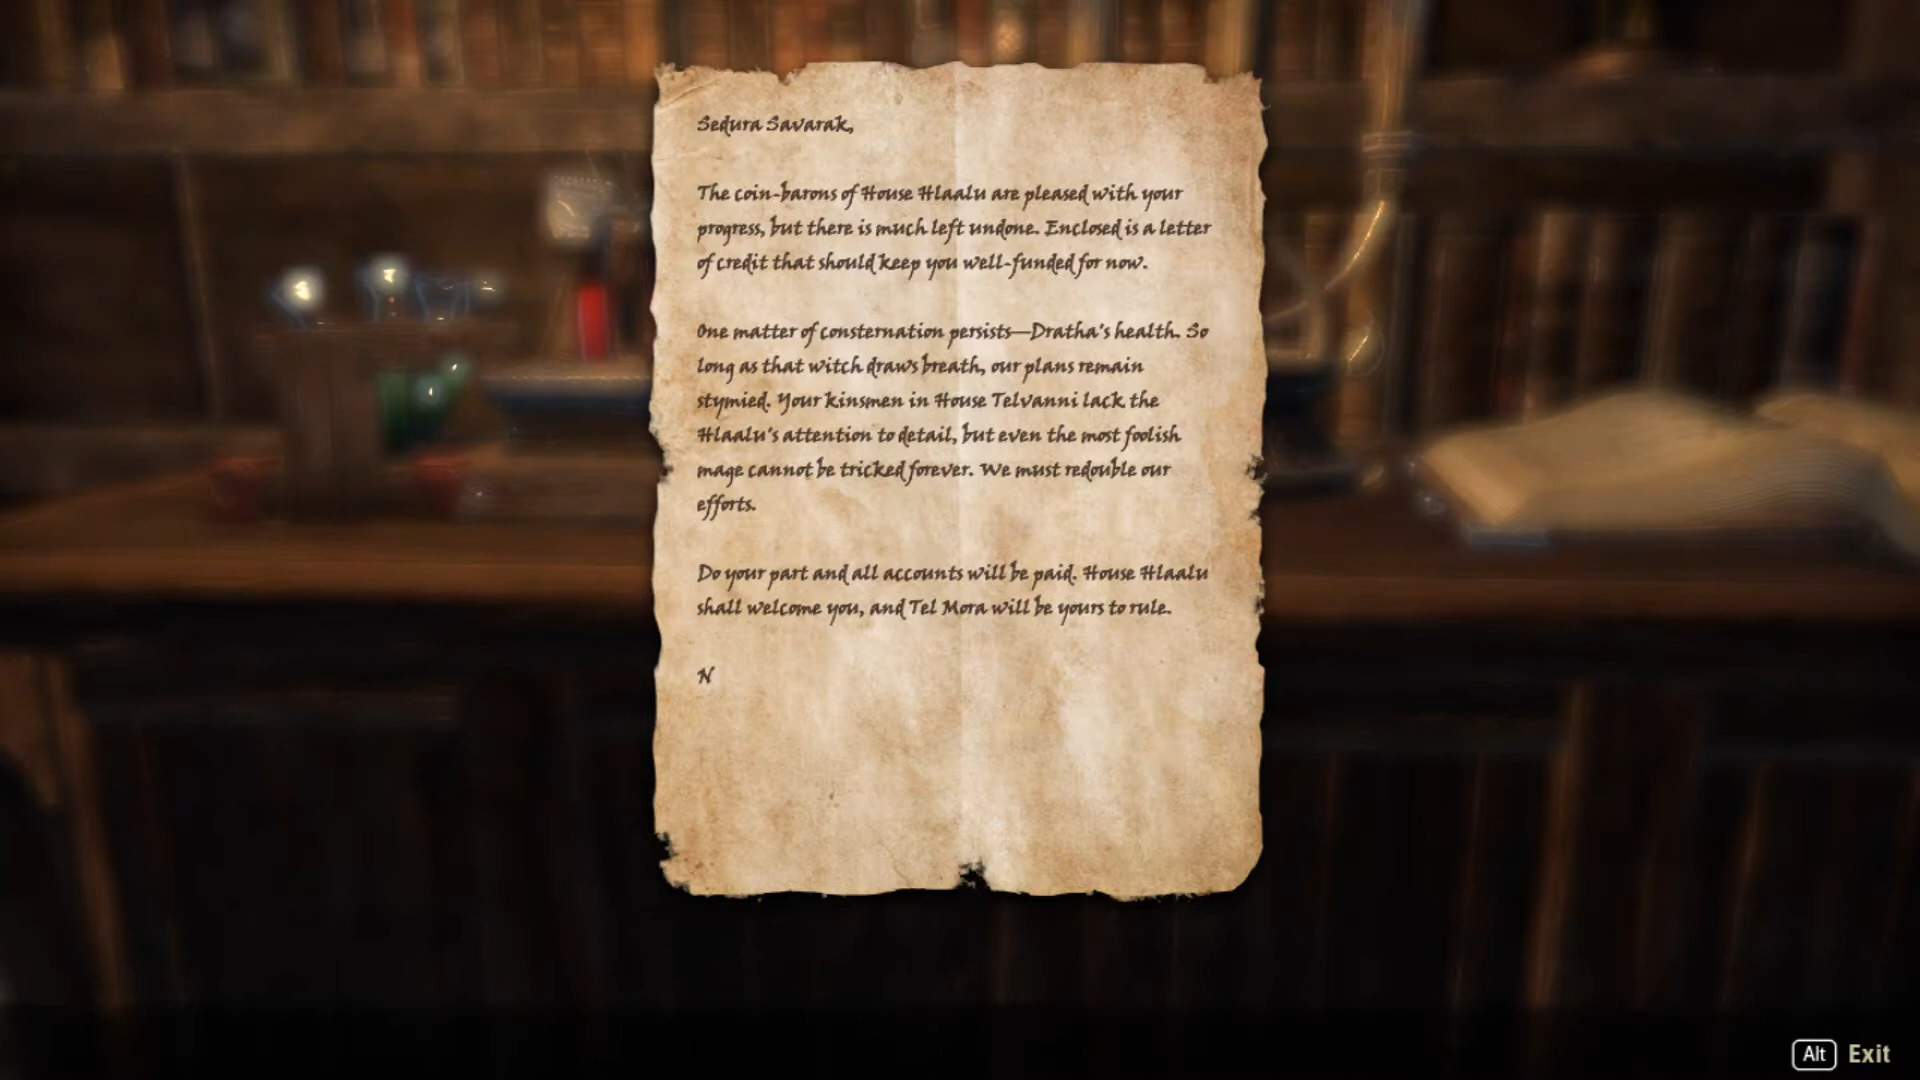 Sedura Savarak,
The coin-barons of House Hlaalu are pleased with your
progress, but there is much left undone. Enclosed is a letter
of credit that should keep you well-funded for now.
One matter of consternation persists—Dratha's health. So
long as that witch draws breath, our plans remain
stymied. Your kinsmen in House Telvanni lack the
Hlaalu's attention to detail, but even the most foolish
mage cannot be tricked forever. We must redouble our
efforts.
Do your part and all accounts will be paid. House Hlaalu
shall welcome you, and Tel Mora will be yours to rule.
N
Alt Exit